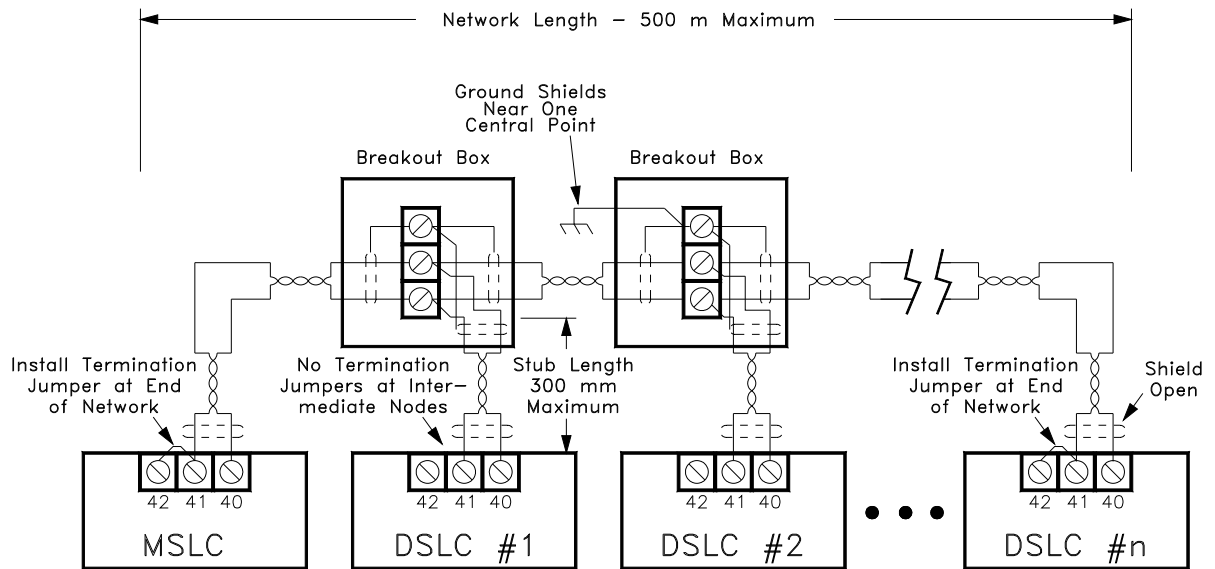 Network Length - 500 m Maximum
Ground Shields
Near One
Central Point
Breakout Box
Breakout Box
Install Termination
Jumper at End
of Network
No Termination
Jumpers at Inter-
mediate Nodes
Stub Length
300 mm
Maximum
Install Termination
Jumper at End
of Network
Shield
Open
42 41 40
42 41 40
42 41 40
42 41 40
MSLC
DSLC #1
DSLC #2
DSLC #n